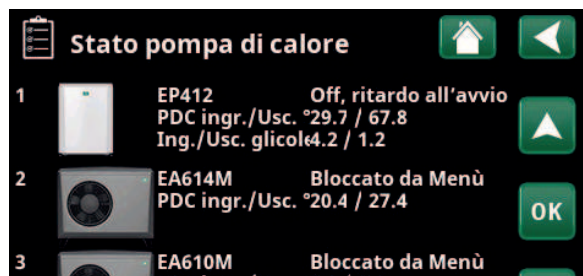 Stato pompa di calore
1 EP412 Off, ritardo all'avvio
PDC ingr./Usc. °29.7 / 67.8
Ing./Usc. glicole4.2 / 1.2
2 EA614M Bloccato da Menù
PDC ingr./Usc. °20.4 / 27.4
OK
3 EA610M Bloccato da Menù